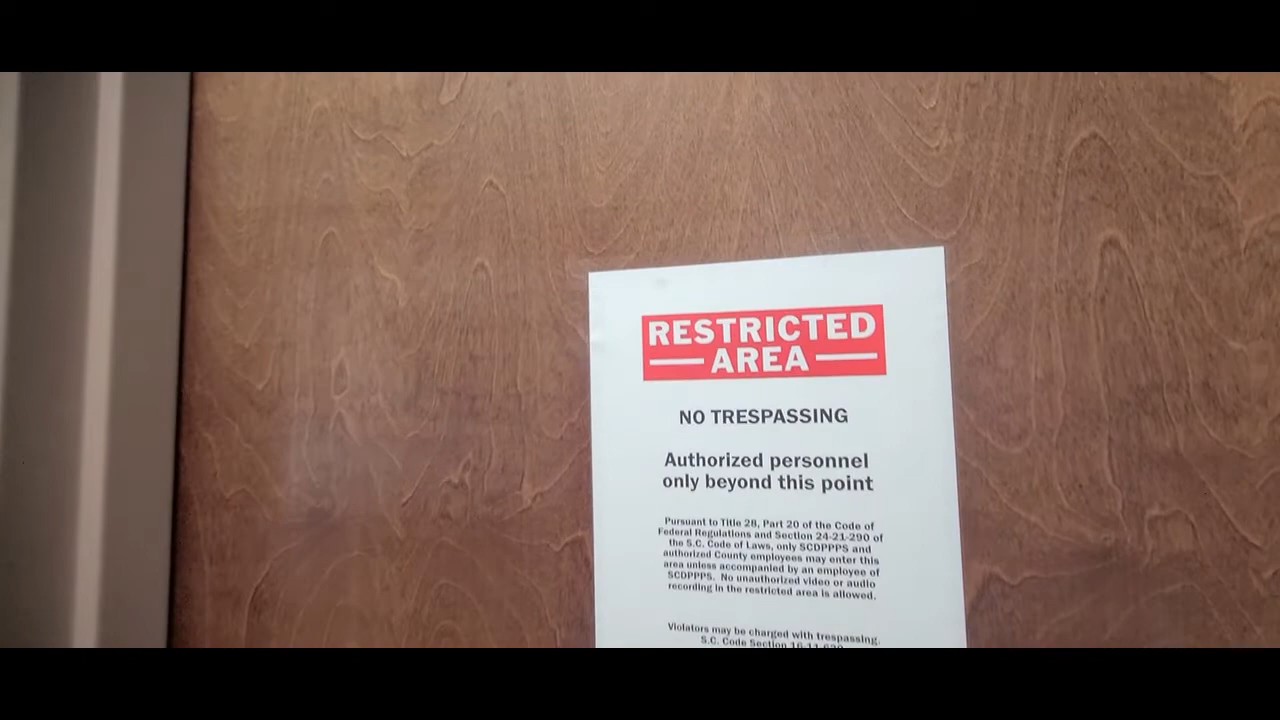 RESTRICTED
AREA
NO TRESPASSING
Authorized personnel
only beyond this point
Pursuant to Title 28, Part 20 of the Code of
Federal Regulations and Section 24-21-290 of
the S.C. Code of Laws, only SCDPPPS and
authorized County employees may enter this
area unless accompanied by an employee of
SCDPPPS. No unauthorized video or audio
recording in the restricted area is allowed.
Violators may be charged with trespassing.
S.C. Code Section